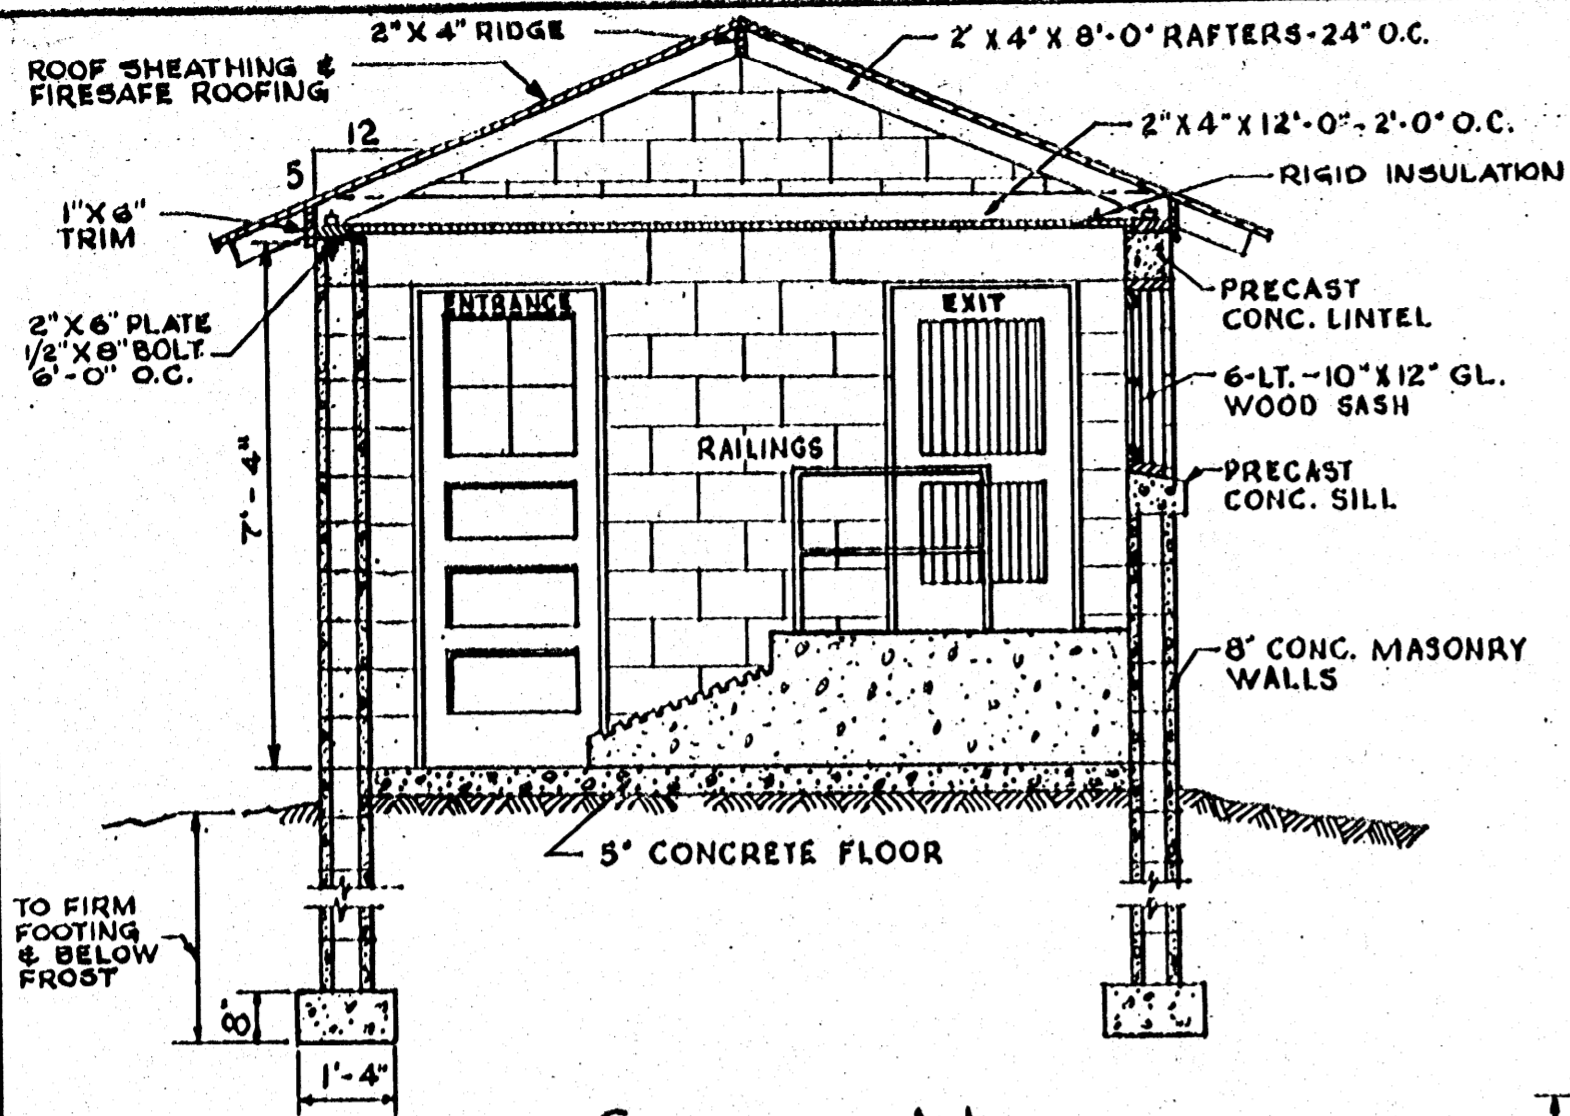 2" X 4" RIDGE
2" X 4" X 8'-0" RAFTERS-24" O.C.
ROOF SHEATHING &
FIRESAFE ROOFING
12
5
2" X 4" X 12'-0" - 2'-0" O.C.
RIGID INSULATION
1" X 6"
TRIM
2" X 6" PLATE
1/2" X 8" BOLT
6'-0" O.C.
ENTRANCE
EXIT
PRECAST
CONC. LINTEL
6-LT.-10" X 12" GL.
WOOD SASH
7'-4"
RAILINGS
PRECAST
CONC. SILL
8" CONC. MASONRY
WALLS
5" CONCRETE FLOOR
TO FIRM
FOOTING
& BELOW
FROST
8"
1'-4"